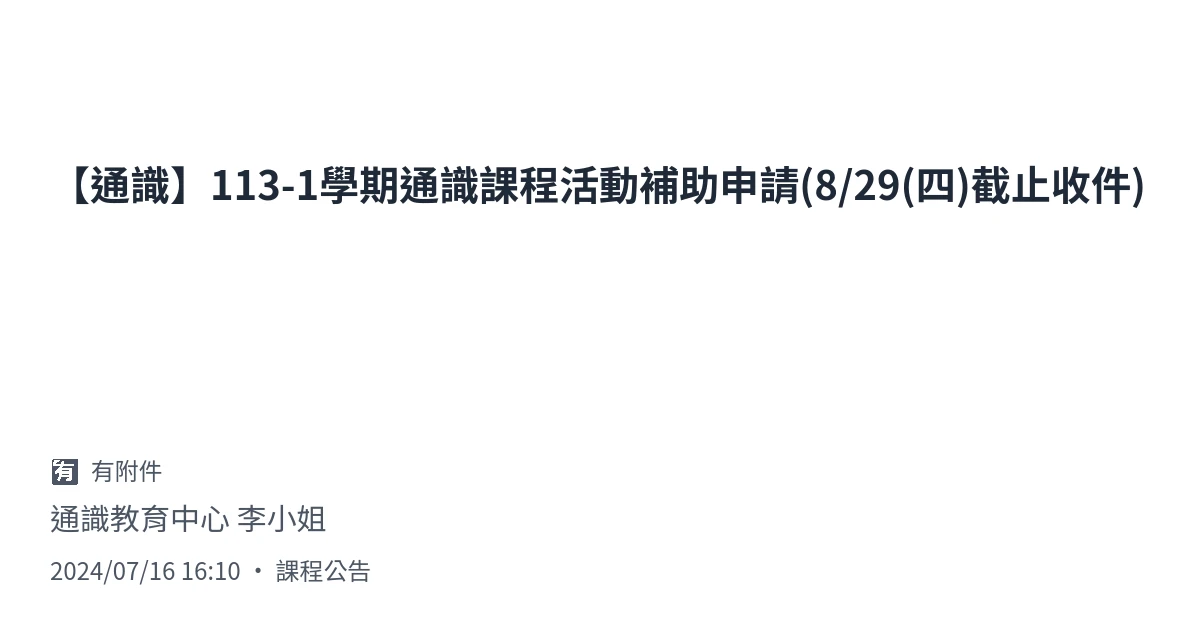 【通識】113-1學期通識課程活動補助申請(8/29(四)截止收件)
有 有附件
通識教育中心 李小姐
2024/07/16 16:10 • 課程公告